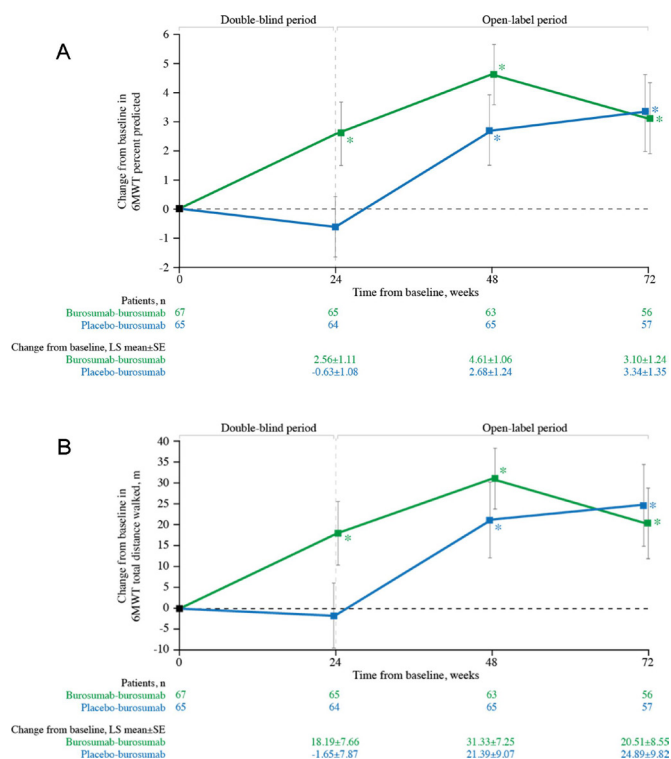 A
Double-blind period Open-label period
Change from baseline in
6MWT percent predicted
6
5
4
3
2
1
0
-1
-2
* * * * *
0 24 48 72
Time from baseline, weeks
Patients, n
Burosumab-burosumab 67 65 63 56
Placebo-burosumab 65 64 65 57
Change from baseline, LS mean±SE
Burosumab-burosumab 2.56±1.11 4.61±1.06 3.10±1.24
Placebo-burosumab -0.63±1.08 2.68±1.24 3.34±1.35
B
Double-blind period Open-label period
Change from baseline in
6MWT total distance walked, m
40
35
30
25
20
15
10
5
0
-5
-10
* * * * *
0 24 48 72
Time from baseline, weeks
Patients, n
Burosumab-burosumab 67 65 63 56
Placebo-burosumab 65 64 65 57
Change from baseline, LS mean±SE
Burosumab-burosumab 18.19±7.66 31.33±7.25 20.51±8.55
Placebo-burosumab -1.65±7.87 21.39±9.07 24.89±9.82